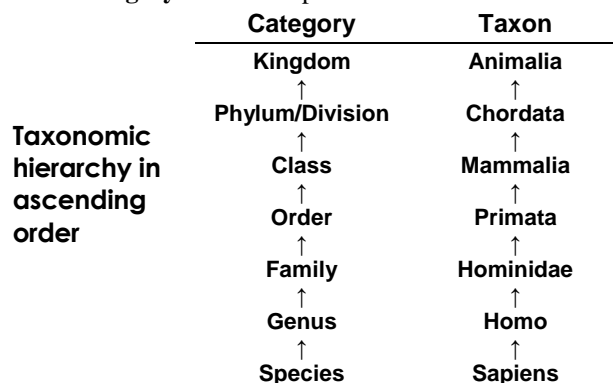 Category Taxon
Kingdom Animalia
↑ ↑
Phylum/Division Chordata
↑ ↑
Class Mammalia
↑ ↑
Order Primata
↑ ↑
Family Hominidae
↑ ↑
Genus Homo
↑ ↑
Species Sapiens
Taxonomic
hierarchy in
ascending
order